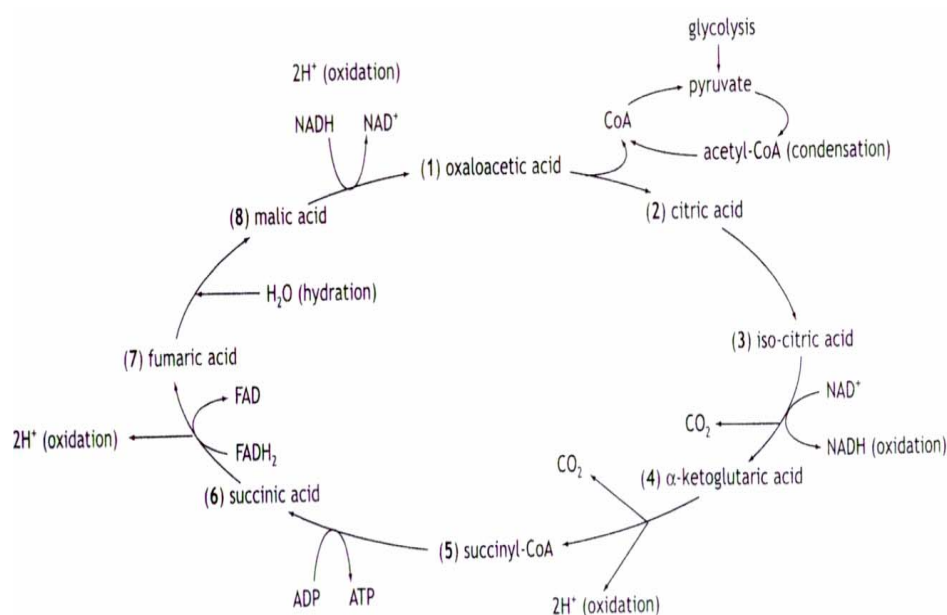 glycolysis
pyruvate
CoA
acetyl-CoA (condensation)
2H⁺ (oxidation)
NADH NAD⁺
(1) oxaloacetic acid
(2) citric acid
(8) malic acid
H₂O (hydration)
(3) iso-citric acid
(7) fumaric acid
NAD⁺
FAD
CO₂
2H⁺ (oxidation)
NADH (oxidation)
FADH₂
CO₂
(4) α-ketoglutaric acid
(6) succinic acid
(5) succinyl-CoA
ADP ATP
2H⁺ (oxidation)